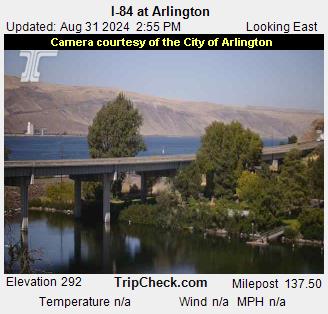 I-84 at Arlington
Updated: Aug 31 2024 2:55 PM Looking East
Camera courtesy of the City of Arlington
Elevation 292 TripCheck.com Milepost 137.50
Temperature n/a Wind n/a MPH n/a